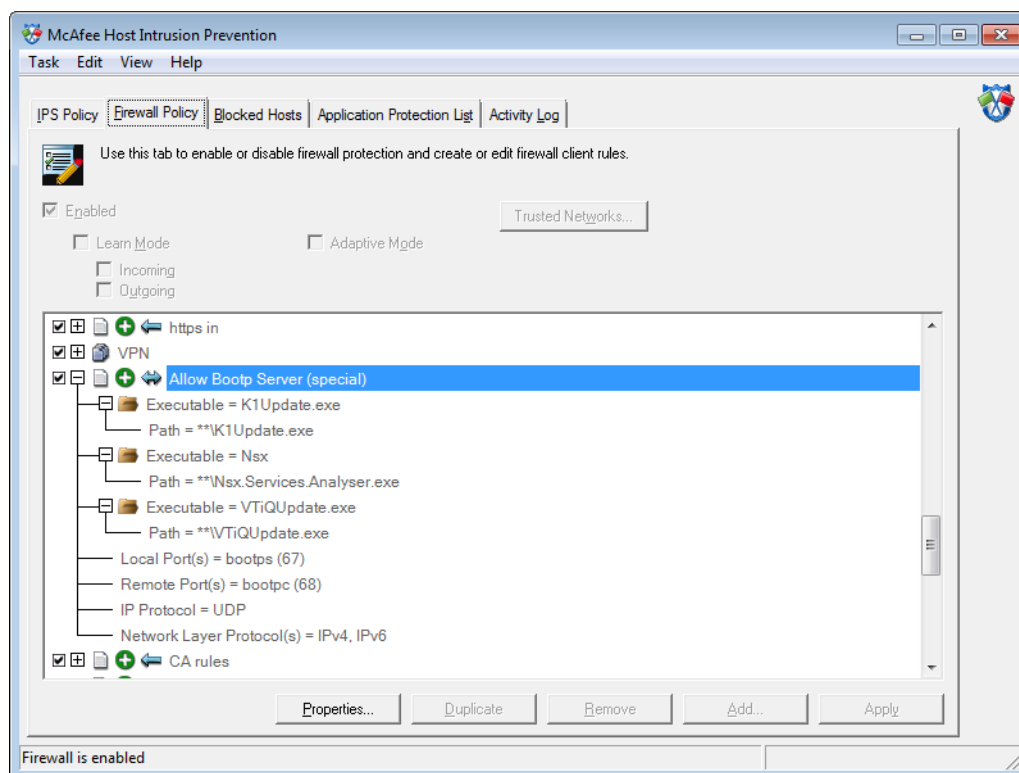 McAfee Host Intrusion Prevention
Task Edit View Help
IPS Policy Firewall Policy Blocked Hosts Application Protection List Activity Log
Use this tab to enable or disable firewall protection and create or edit firewall client rules.
Enabled Trusted Networks...
Learn Mode Adaptive Mode
Incoming
Outgoing
https in
VPN
Allow Bootp Server (special)
Executable = K1Update.exe
Path = **\K1Update.exe
Executable = Nsx
Path = **\Nsx.Services.Analyser.exe
Executable = VTiQUpdate.exe
Path = **\VTiQUpdate.exe
Local Port(s) = bootps (67)
Remote Port(s) = bootpc (68)
IP Protocol = UDP
Network Layer Protocol(s) = IPv4, IPv6
CA rules
Properties... Duplicate Remove Add... Apply
Firewall is enabled